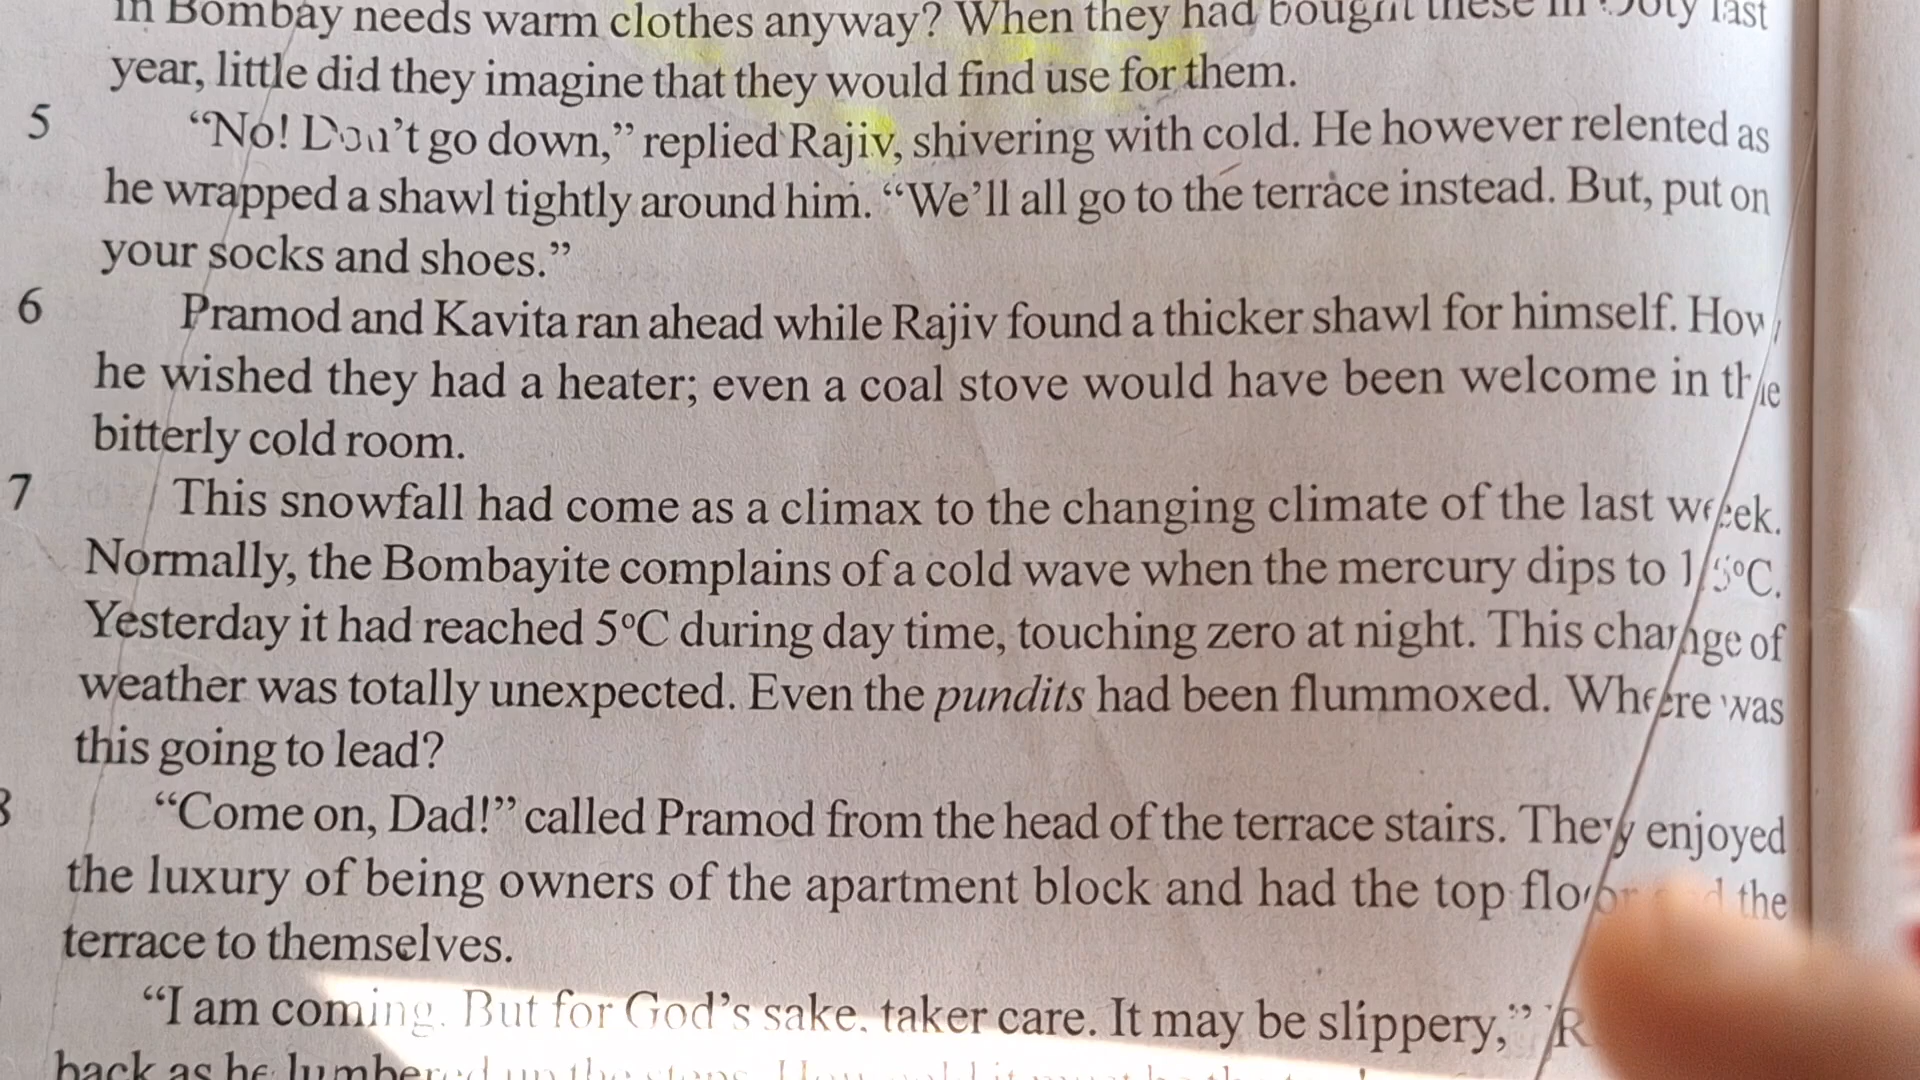 in Bombay needs warm clothes anyway? When they had bought these in Ooty last
year, little did they imagine that they would find use for them.
5 “No! Don’t go down,” replied Rajiv, shivering with cold. He however relented as
he wrapped a shawl tightly around him. “We’ll all go to the terrace instead. But, put on
your socks and shoes.”
6 Pramod and Kavita ran ahead while Rajiv found a thicker shawl for himself. How
he wished they had a heater; even a coal stove would have been welcome in the
bitterly cold room.
7 This snowfall had come as a climax to the changing climate of the last week.
Normally, the Bombayite complains of a cold wave when the mercury dips to 15°C.
Yesterday it had reached 5°C during day time, touching zero at night. This change of
weather was totally unexpected. Even the pundits had been flummoxed. Where was
this going to lead?
8 “Come on, Dad!” called Pramod from the head of the terrace stairs. They enjoyed
the luxury of being owners of the apartment block and had the top floor the
terrace to themselves.
“I am coming. But for God’s sake, taker care. It may be slippery,”
back as he lumbered up the steps.